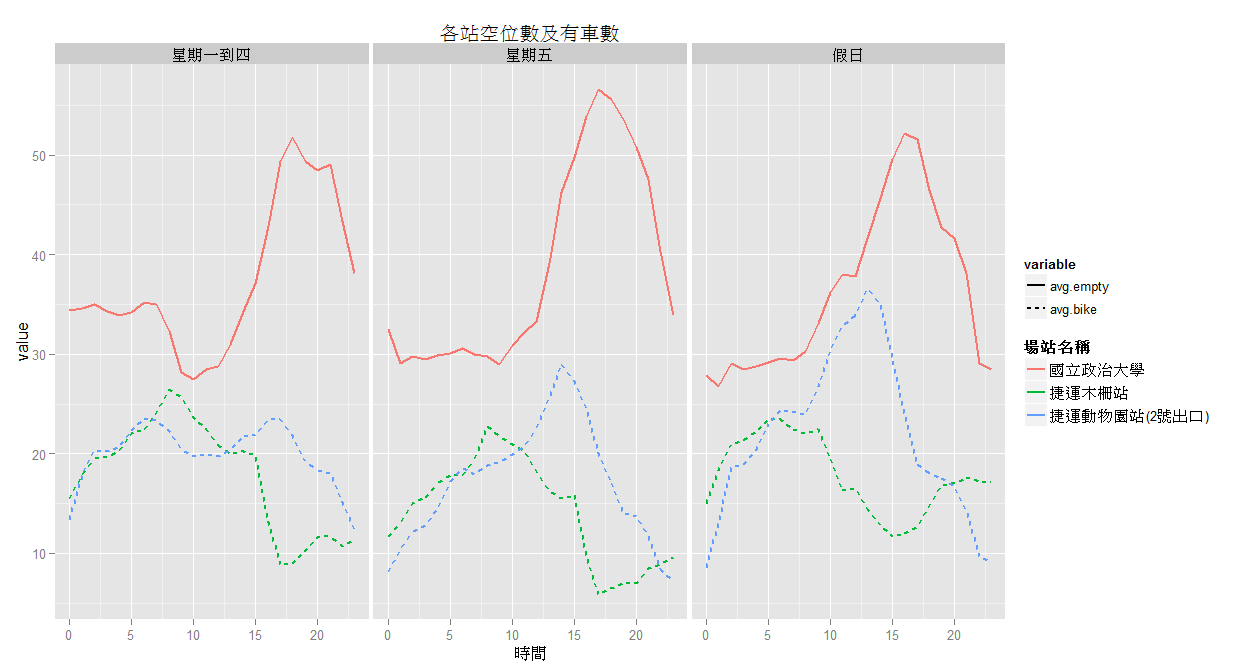 各站空位數及有車數
星期一到四
星期五
假日
value
50
40
30
20
10
0 5 10 15 20
0 5 10 15 20
0 5 10 15 20
時間
variable
avg.empty
avg.bike
場站名稱
國立政治大學
捷運木柵站
捷運動物園站(2號出口)